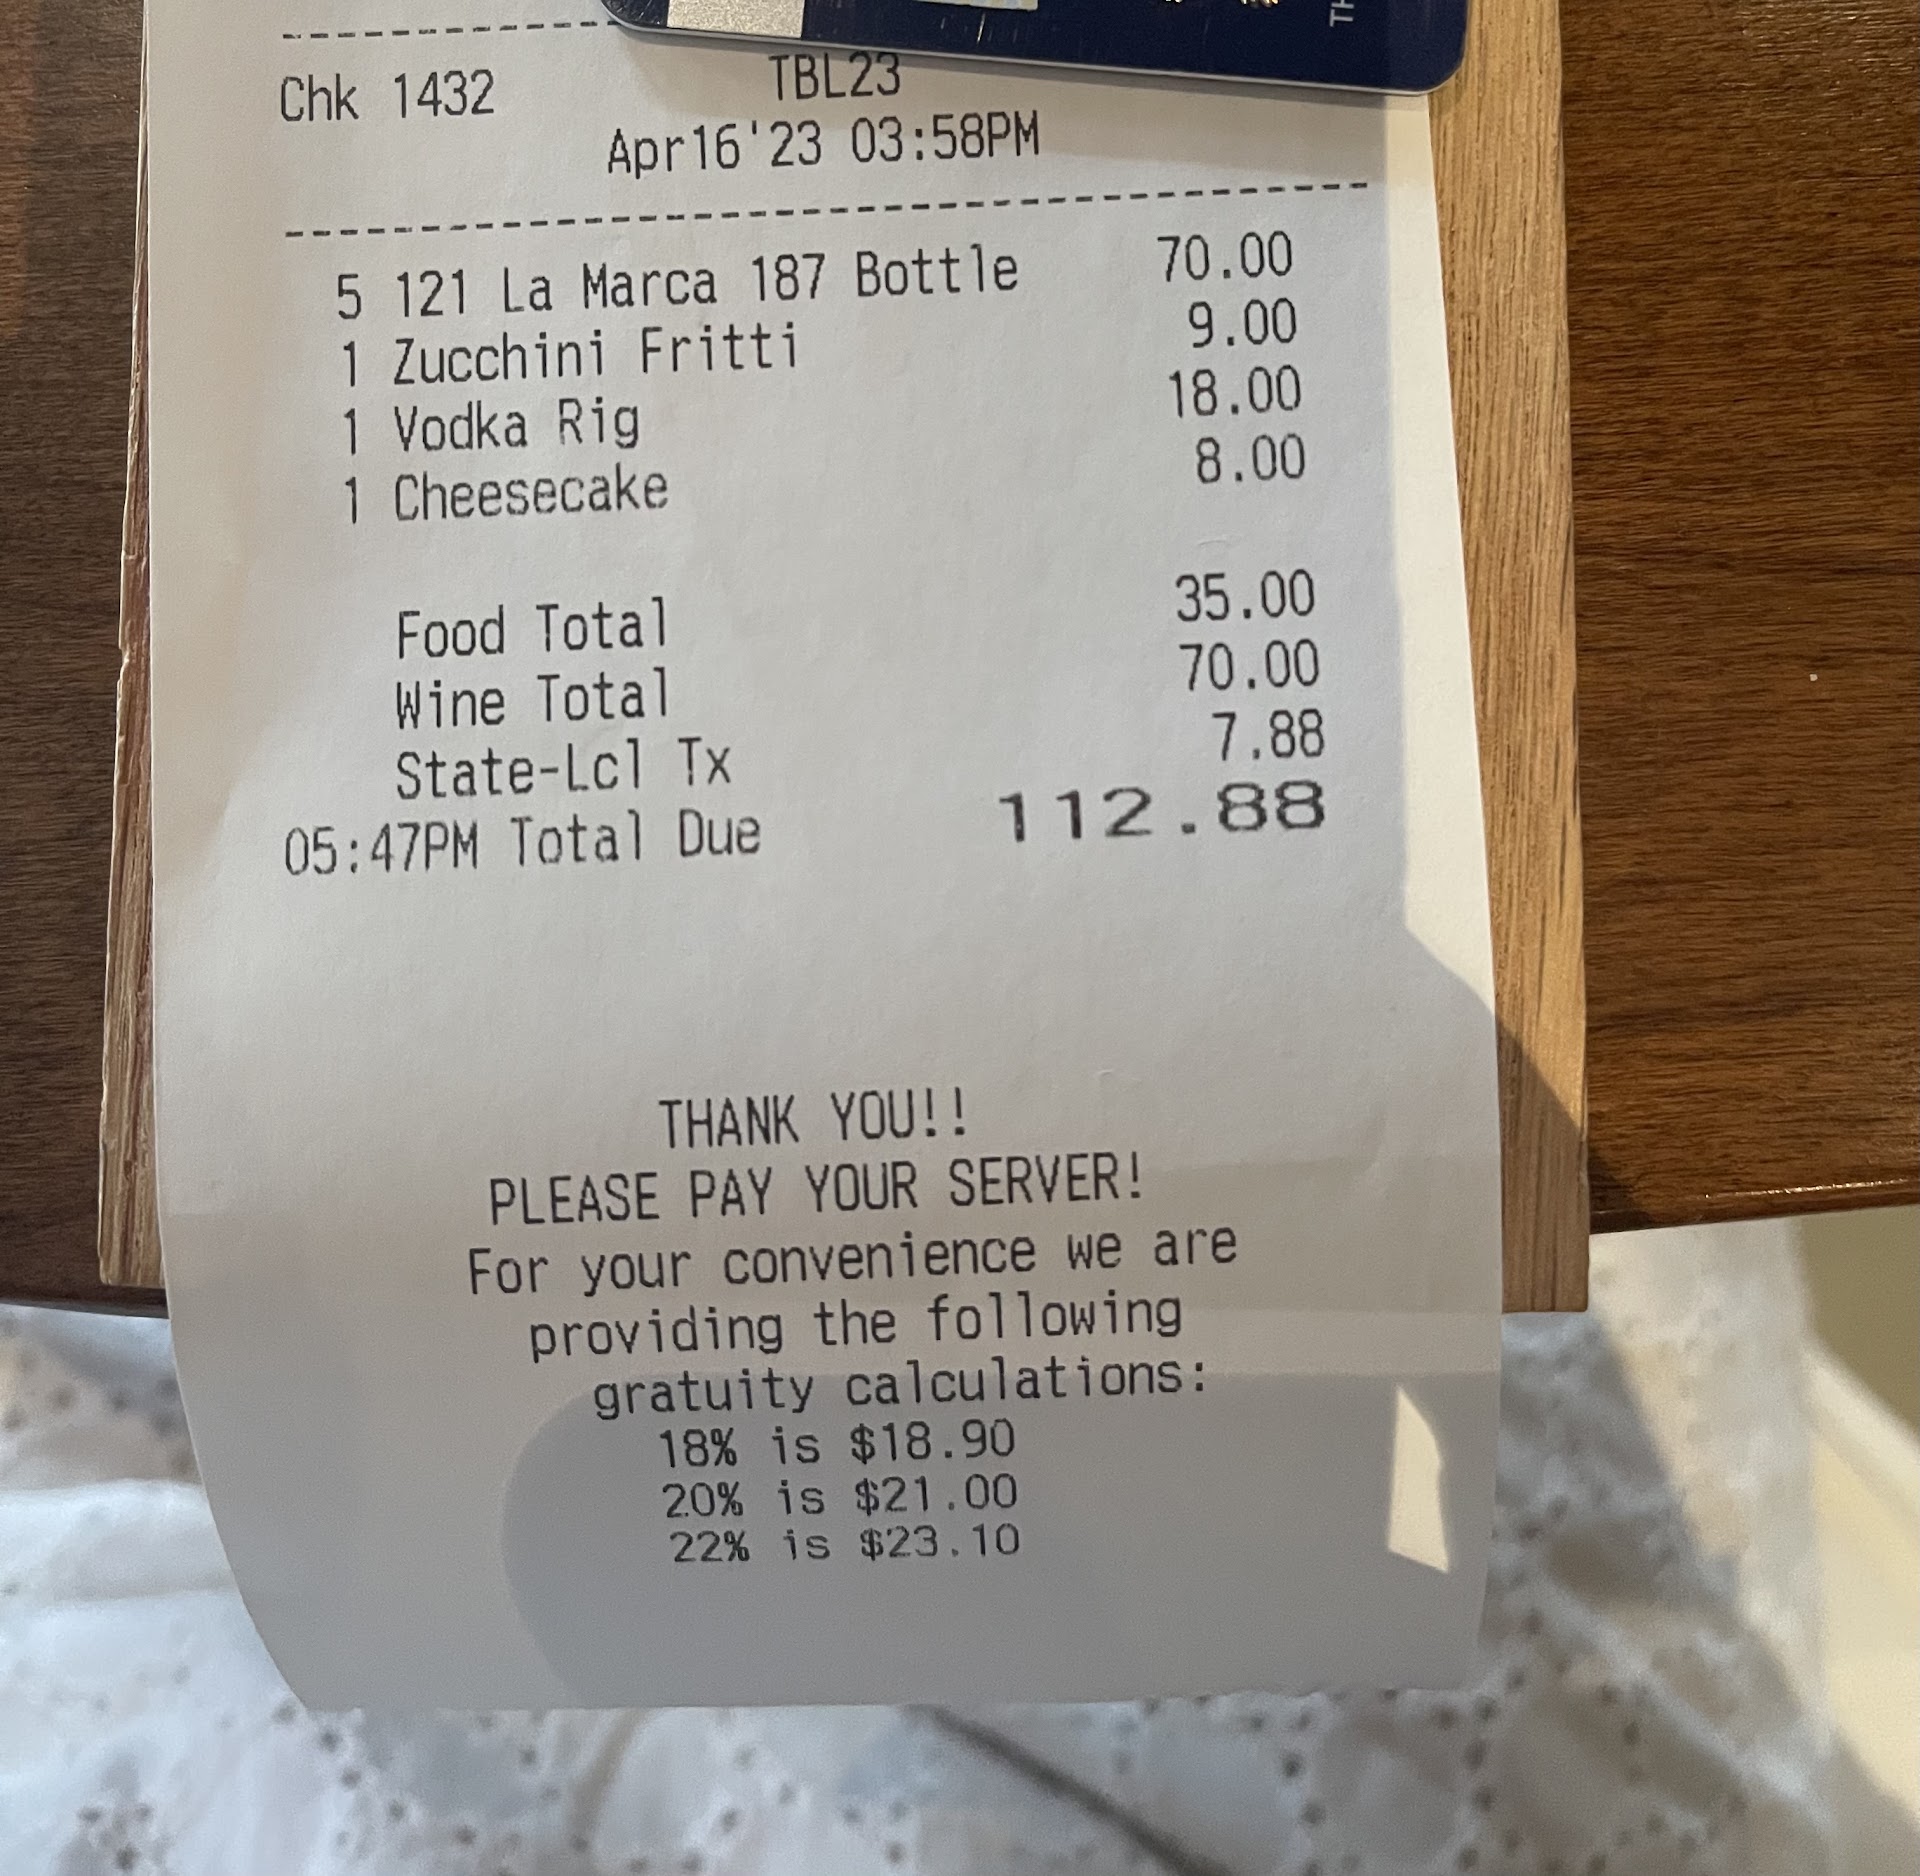 TH
Chk 1432 TBL23
Apr16'23 03:58PM
5 121 La Marca 187 Bottle 70.00
1 Zucchini Fritti 9.00
1 Vodka Rig 18.00
1 Cheesecake 8.00
Food Total 35.00
Wine Total 70.00
State-Lcl Tx 7.88
05:47PM Total Due 112.88
THANK YOU!!
PLEASE PAY YOUR SERVER!
For your convenience we are
providing the following
gratuity calculations:
18% is $18.90
20% is $21.00
22% is $23.10